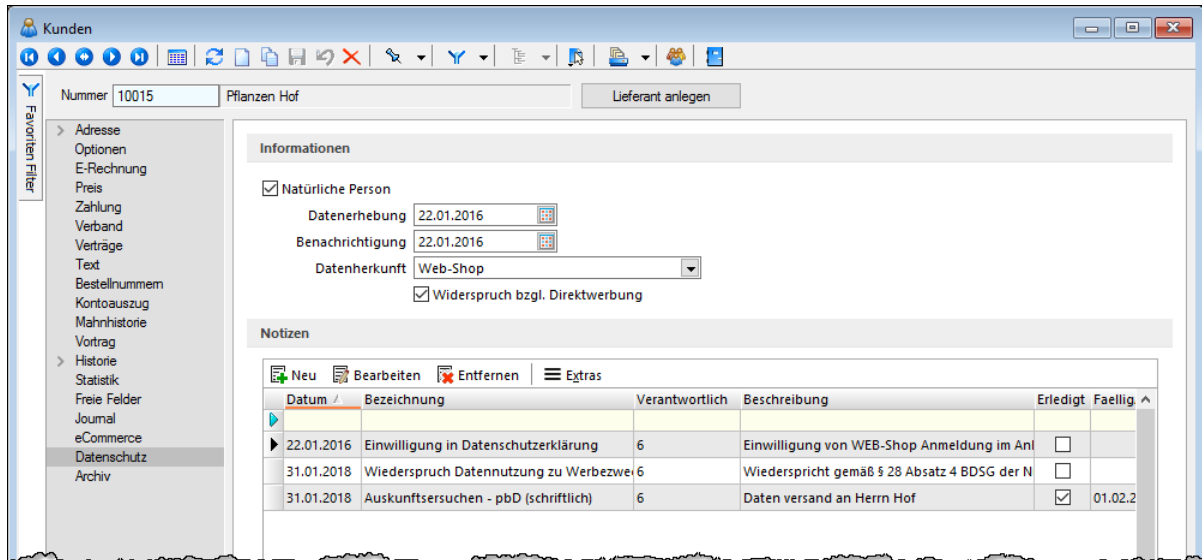 Kunden
Nummer 10015 Pflanzen Hof Lieferant anlegen
Favoriten Filter
Adresse
Optionen
E-Rechnung
Preis
Zahlung
Verband
Verträge
Text
Bestellnummern
Kontoauszug
Mahnhistorie
Vortrag
Historie
Statistik
Freie Felder
Journal
eCommerce
Datenschutz
Archiv
Informationen
Natürliche Person
Datenerhebung 22.01.2016
Benachrichtigung 22.01.2016
Datenherkunft Web-Shop
Widerspruch bzgl. Direktwerbung
Notizen
Neu Bearbeiten Entfernen Extras
Datum Bezeichnung Verantwortlich Beschreibung Erledigt Faellig
22.01.2016 Einwilligung in Datenschutzerklärung 6 Einwilligung von WEB-Shop Anmeldung im Anl
31.01.2018 Wiederspruch Datennutzung zu Werbezwe 6 Wiederspricht gemäß § 28 Absatz 4 BDSG der N
31.01.2018 Auskunftsersuchen - pbD (schriftlich) 6 Daten versand an Herrn Hof 01.02.2